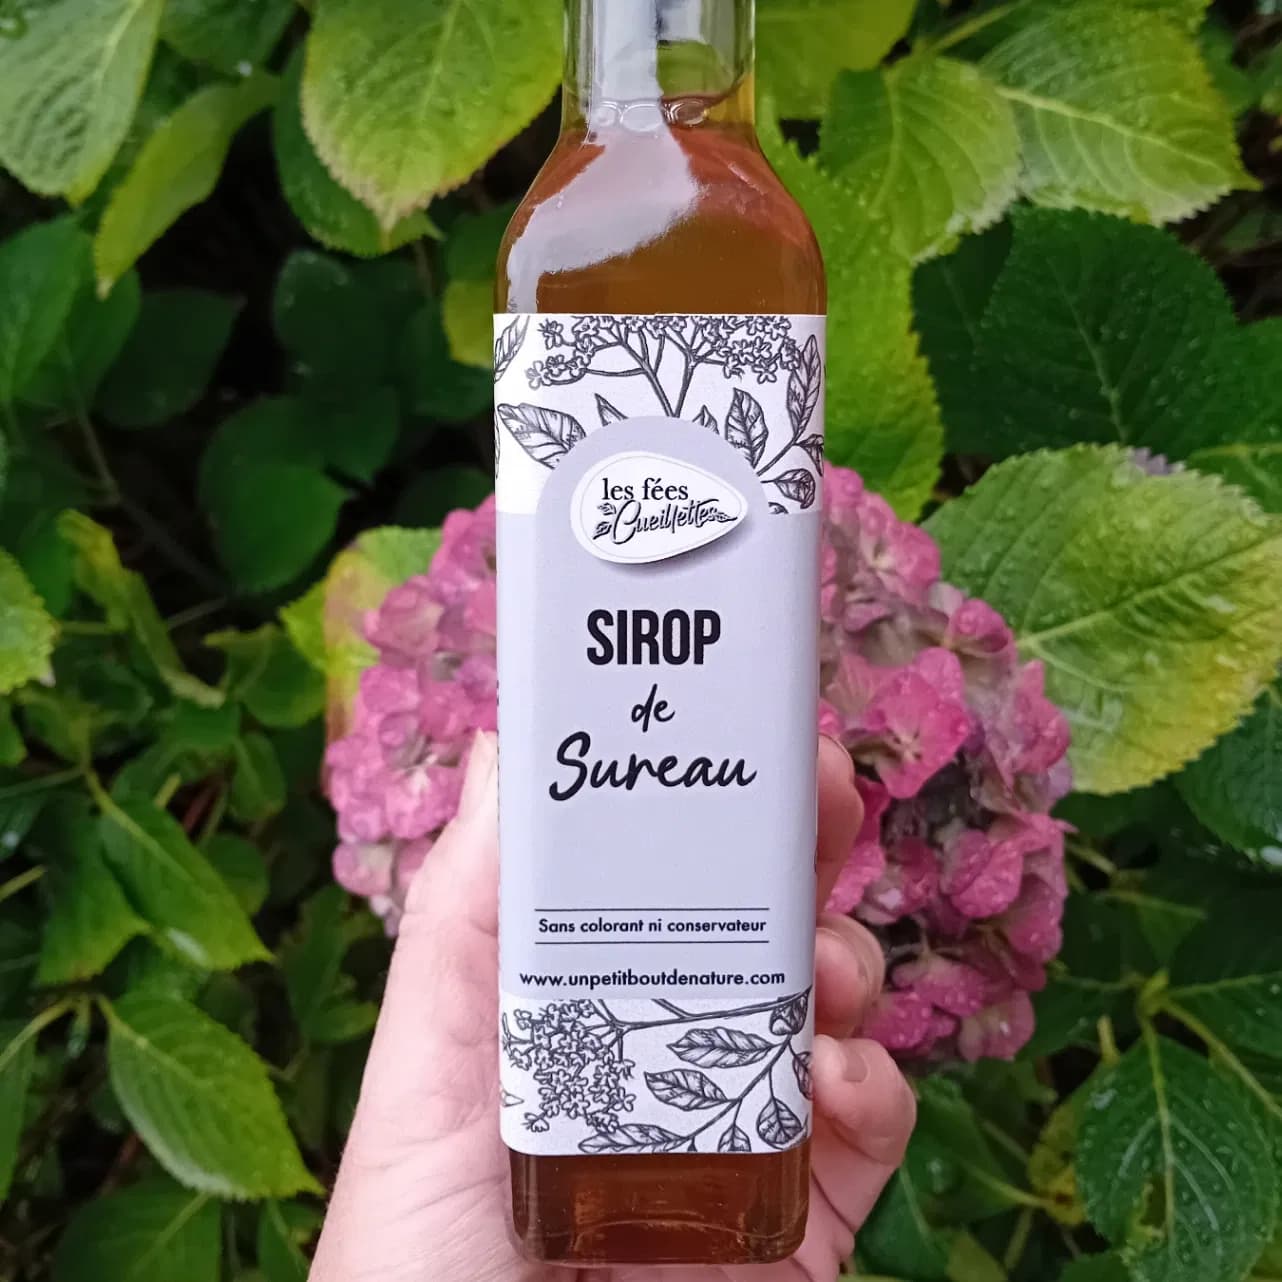 les fées
Cueillettes
SIROP
de
Sureau
Sans colorant ni conservateur
www.unpetitboutdenature.com